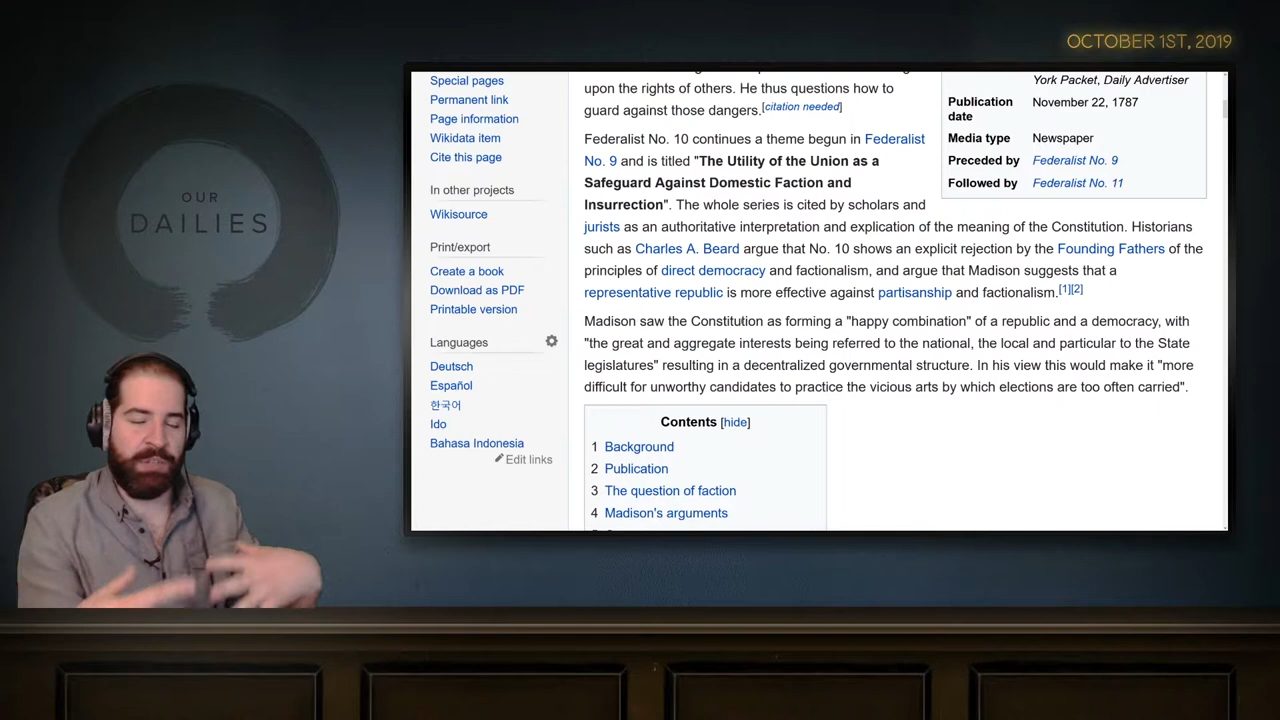 OCTOBER 1ST, 2019
OUR
DAILIES
Special pages
Permanent link
Page information
Wikidata item
Cite this page
In other projects
Wikisource
Print/export
Create a book
Download as PDF
Printable version
Languages
Deutsch
Español
한국어
Ido
Bahasa Indonesia
Edit links
upon the rights of others. He thus questions how to
guard against those dangers.[citation needed]
Federalist No. 10 continues a theme begun in Federalist
No. 9 and is titled "The Utility of the Union as a
Safeguard Against Domestic Faction and
Insurrection". The whole series is cited by scholars and
jurists as an authoritative interpretation and explication of the meaning of the Constitution. Historians
such as Charles A. Beard argue that No. 10 shows an explicit rejection by the Founding Fathers of the
principles of direct democracy and factionalism, and argue that Madison suggests that a
representative republic is more effective against partisanship and factionalism.[1][2]
Madison saw the Constitution as forming a "happy combination" of a republic and a democracy, with
"the great and aggregate interests being referred to the national, the local and particular to the State
legislatures" resulting in a decentralized governmental structure. In his view this would make it "more
difficult for unworthy candidates to practice the vicious arts by which elections are too often carried".
Contents [hide]
1 Background
2 Publication
3 The question of faction
4 Madison's arguments
York Packet, Daily Advertiser
Publication date November 22, 1787
Media type Newspaper
Preceded by Federalist No. 9
Followed by Federalist No. 11